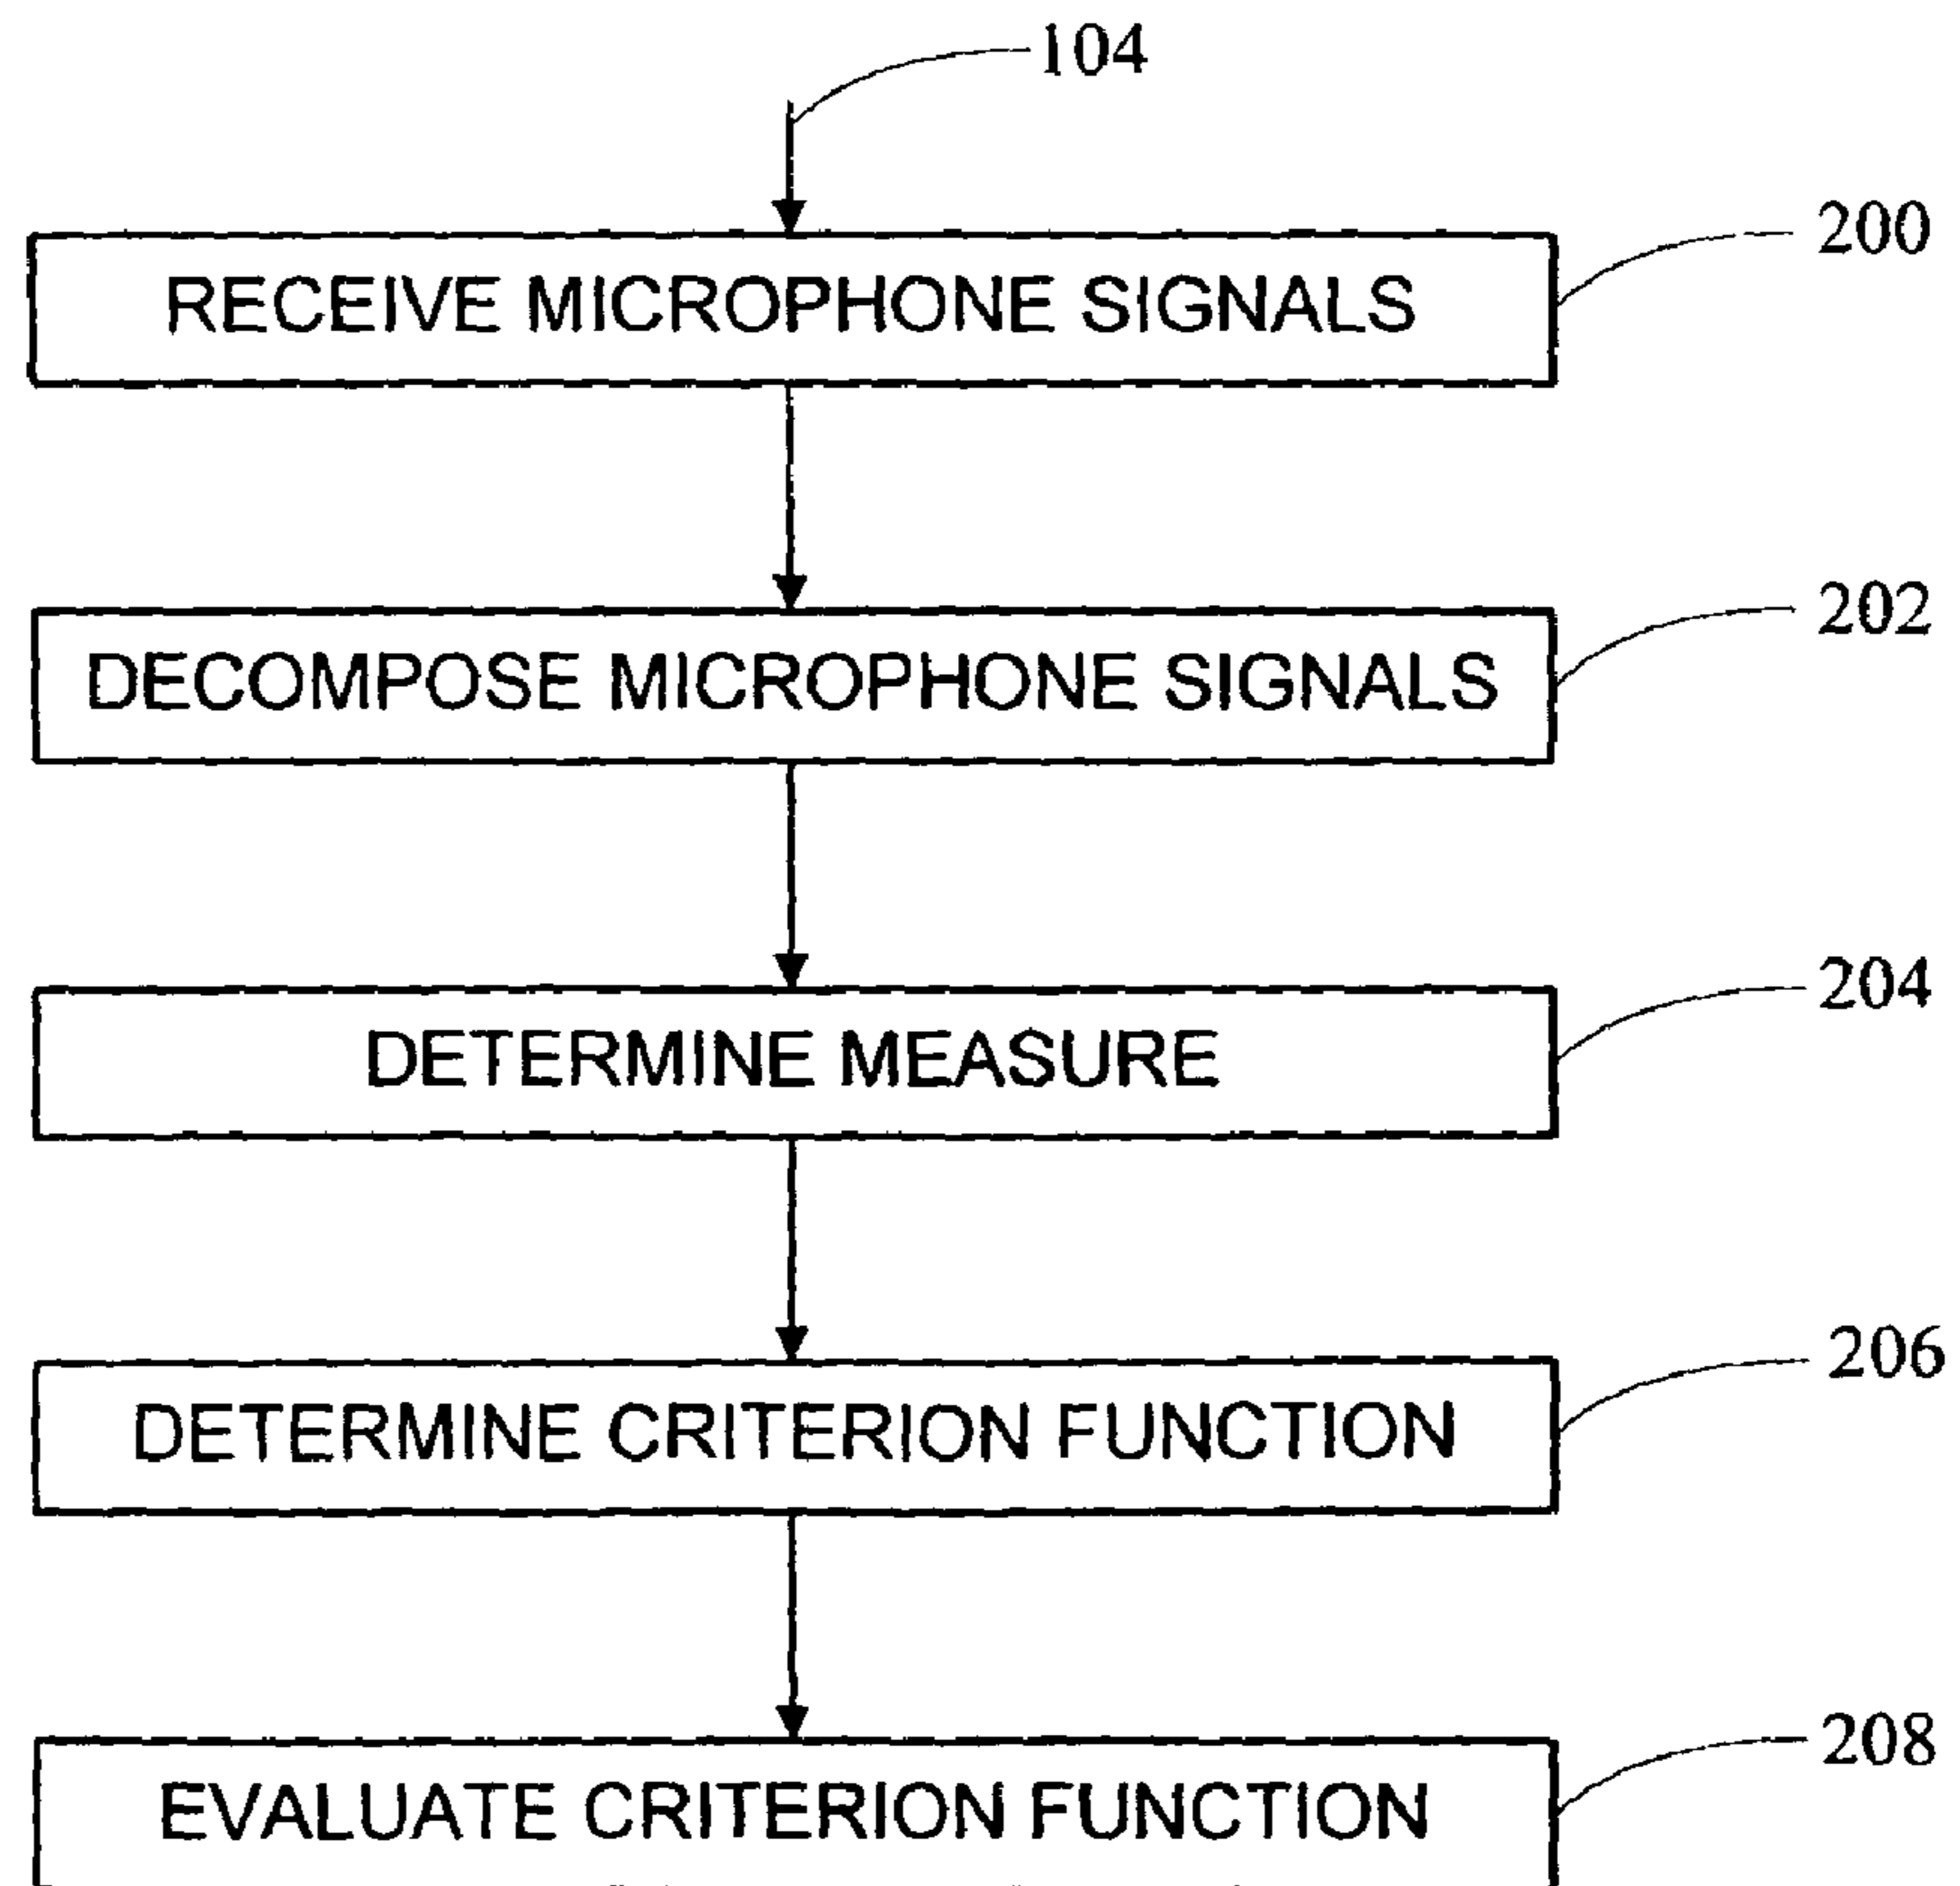 104
200
RECEIVE MICROPHONE SIGNALS
202
DECOMPOSE MICROPHONE SIGNALS
204
DETERMINE MEASURE
206
DETERMINE CRITERION FUNCTION
208
EVALUATE CRITERION FUNCTION